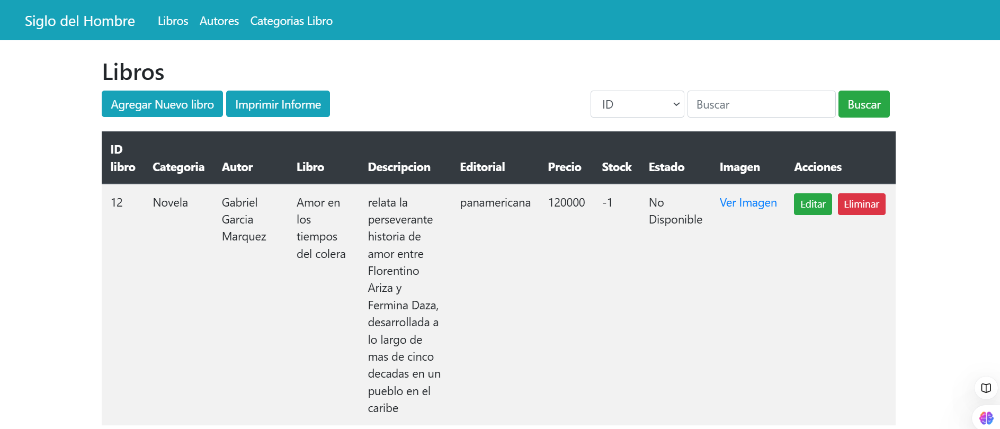 Siglo del Hombre Libros Autores Categorias Libro
Libros
Agregar Nuevo libro Imprimir Informe ID Buscar Buscar
ID
libro Categoria Autor Libro Descripcion Editorial Precio Stock Estado Imagen Acciones
12 Novela Gabriel Amor en relata la panamericana 120000 -1 No Ver Imagen Editar Eliminar
Garcia los perseverante Disponible
Marquez tiempos historia de
del colera amor entre
Florentino
Ariza y
Fermina Daza,
desarrollada a
lo largo de
mas de cinco
decadas en un
pueblo en el
caribe